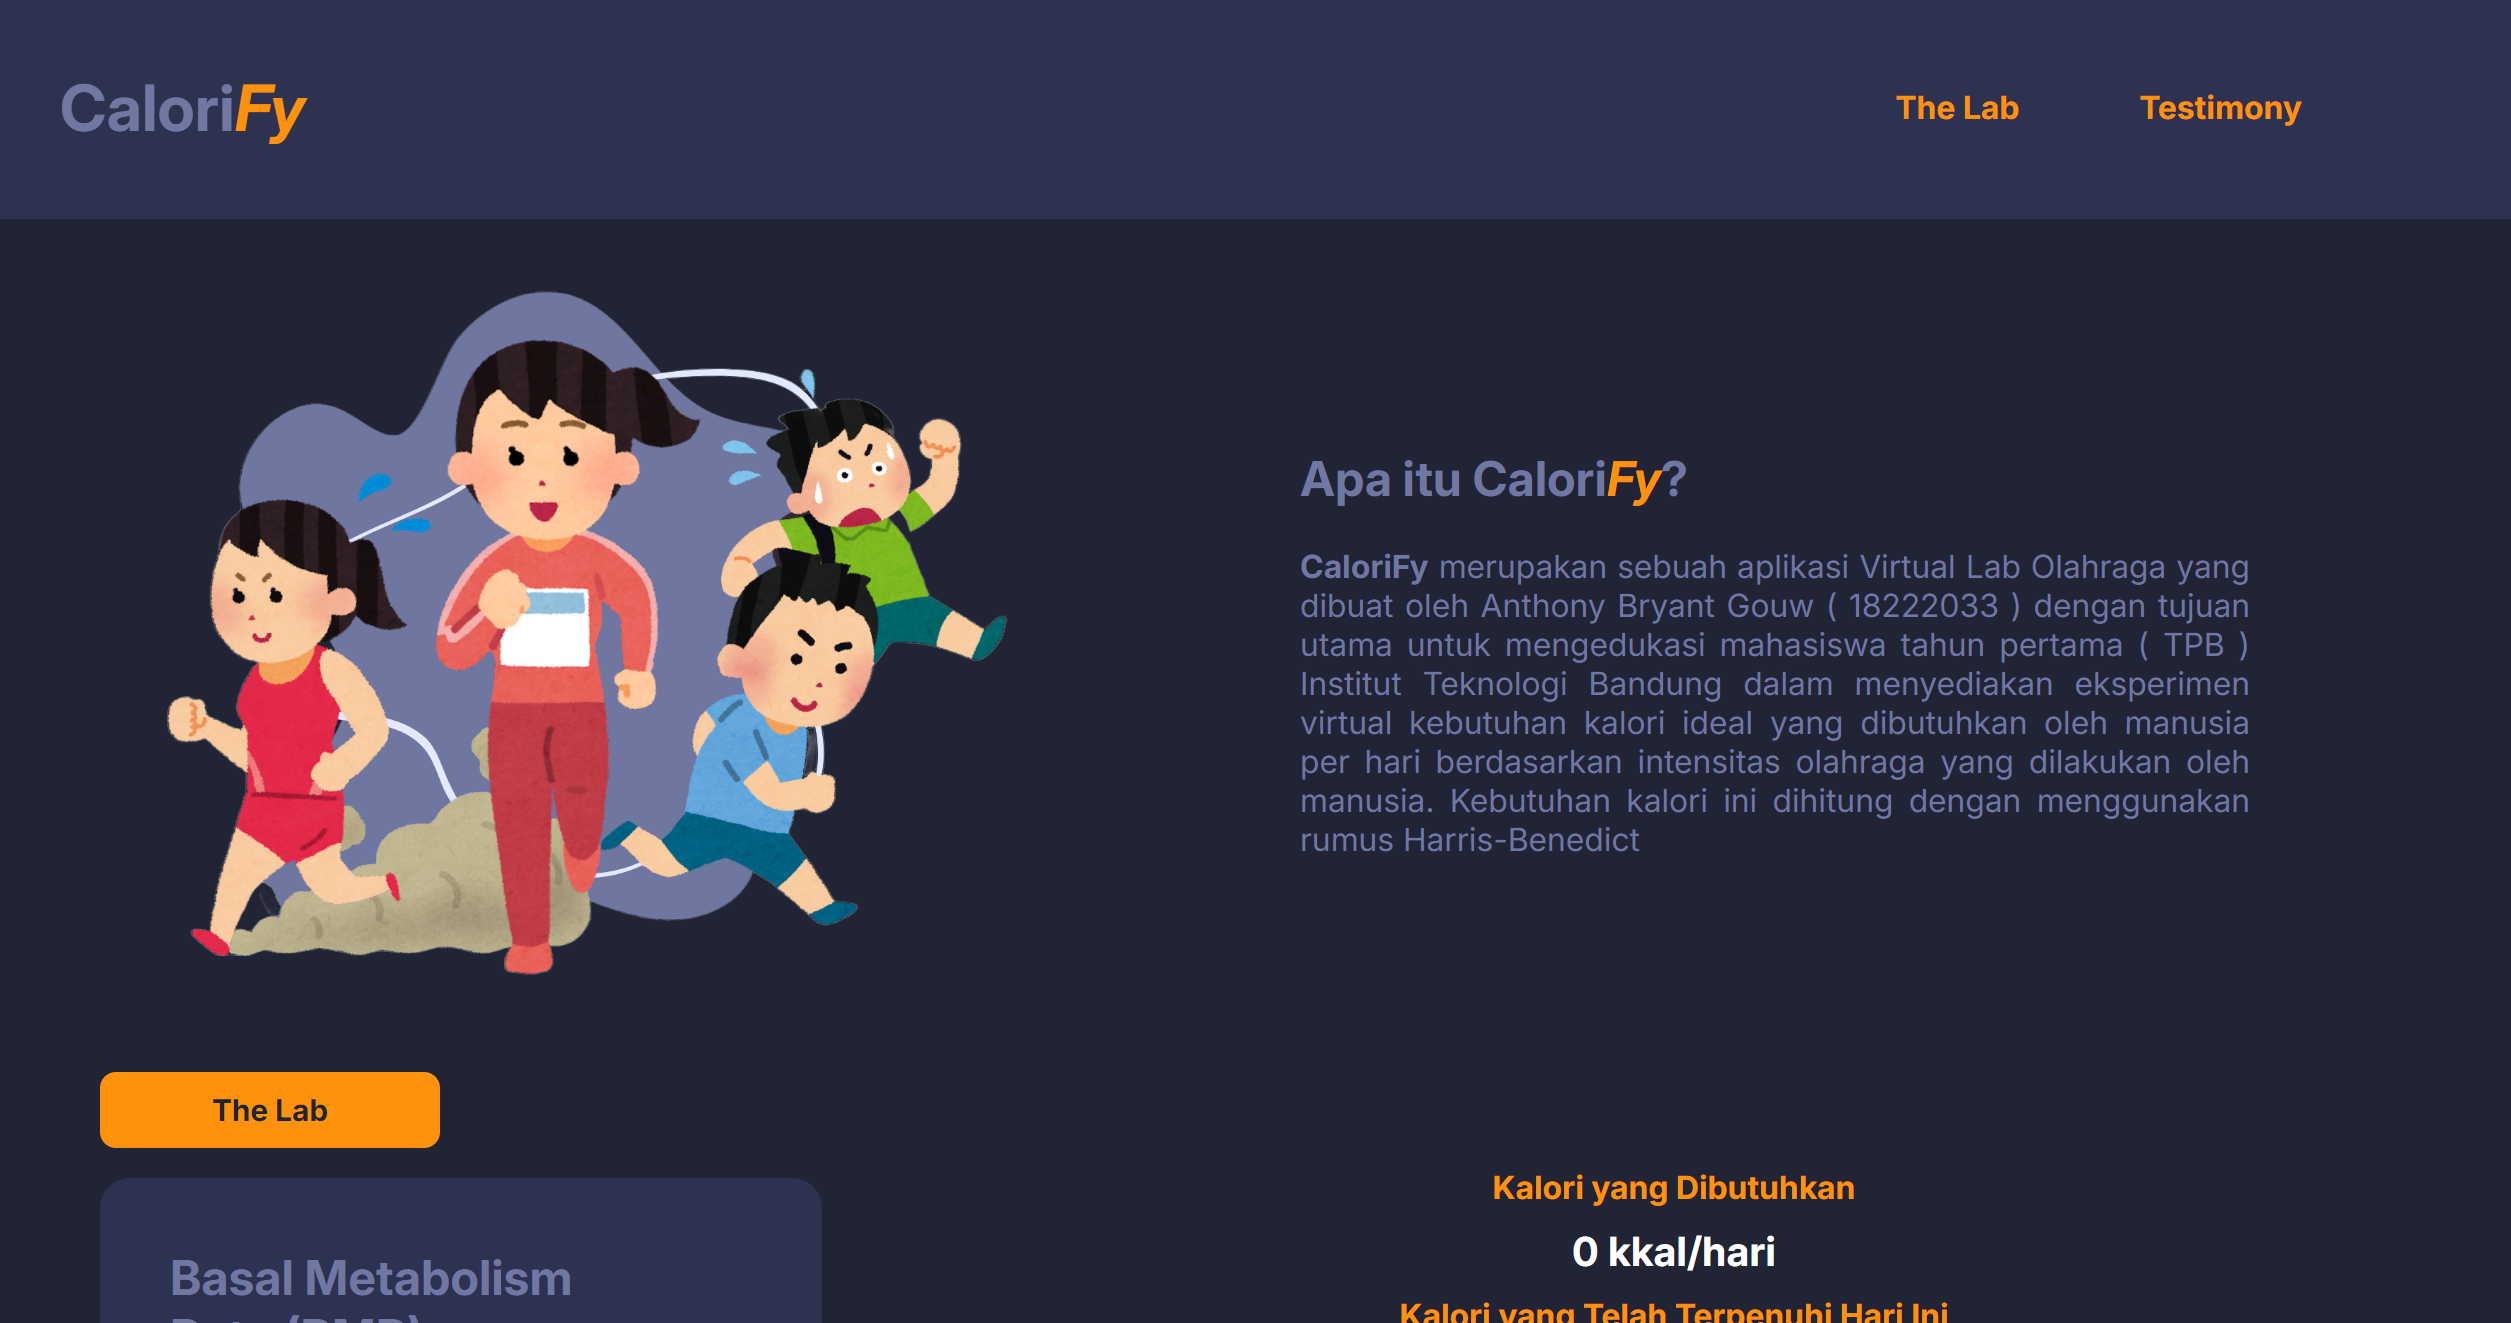 CaloriFy
The Lab
Testimony
Apa itu CaloriFy?
CaloriFy merupakan sebuah aplikasi Virtual Lab Olahraga yang
dibuat oleh Anthony Bryant Gouw ( 18222033 ) dengan tujuan
utama untuk mengedukasi mahasiswa tahun pertama ( TPB )
Institut Teknologi Bandung dalam menyediakan eksperimen
virtual kebutuhan kalori ideal yang dibutuhkan oleh manusia
per hari berdasarkan intensitas olahraga yang dilakukan oleh
manusia. Kebutuhan kalori ini dihitung dengan menggunakan
rumus Harris-Benedict
The Lab
Basal Metabolism
Rate (BMR)
Kalori yang Dibutuhkan
0 kkal/hari
Kalori yang Telah Terpenuhi Hari Ini